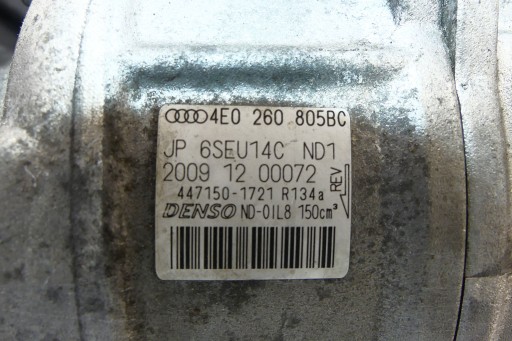 4E0 260 805BC
JP 6SEU14C ND1
2009 12 00072
REV
447150-1721 R134a
DENSO ND-OIL8 150cm³